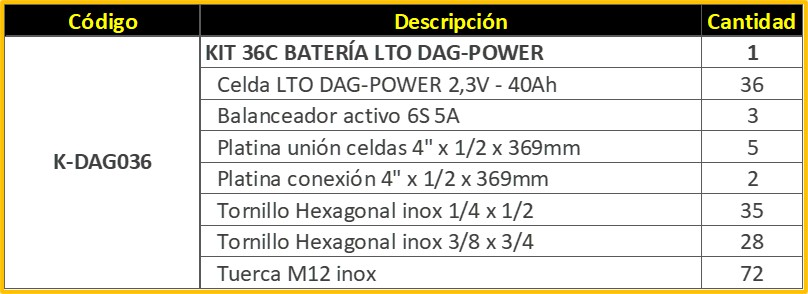 Código Descripción Cantidad
KIT 36C BATERÍA LTO DAG-POWER 1
Celda LTO DAG-POWER 2,3V - 40Ah 36
Balanceador activo 6S 5A 3
Platina unión celdas 4" x 1/2 x 369mm 5
K-DAG036
Platina conexión 4" x 1/2 x 369mm 2
Tornillo Hexagonal inox 1/4 x 1/2 35
Tornillo Hexagonal inox 3/8 x 3/4 28
Tuerca M12 inox 72